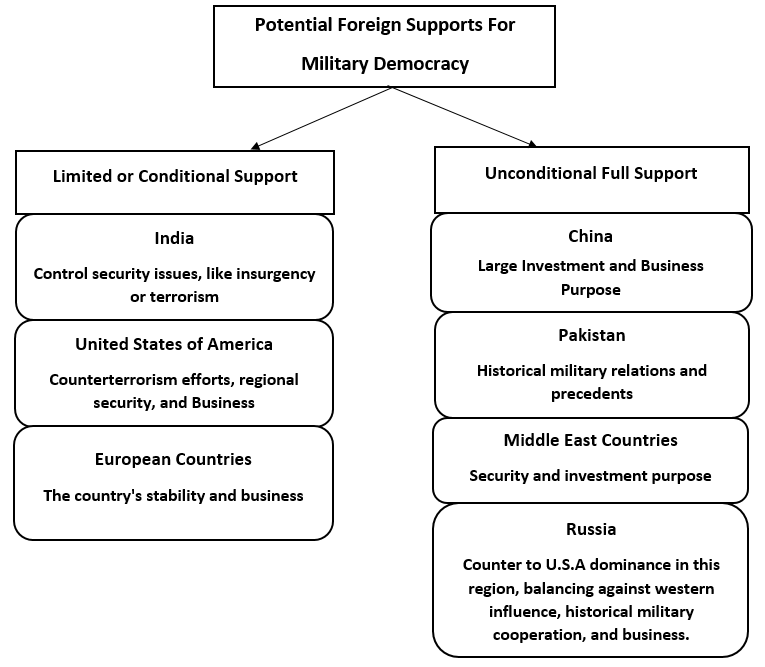 Potential Foreign Supports For
Military Democracy
Limited or Conditional Support
India
Control security issues, like insurgency
or terrorism
United States of America
Counterterrorism efforts, regional
security, and Business
European Countries
The country's stability and business
Unconditional Full Support
China
Large Investment and Business
Purpose
Pakistan
Historical military relations and
precedents
Middle East Countries
Security and investment purpose
Russia
Counter to U.S.A dominance in this
region, balancing against western
influence, historical military
cooperation, and business.